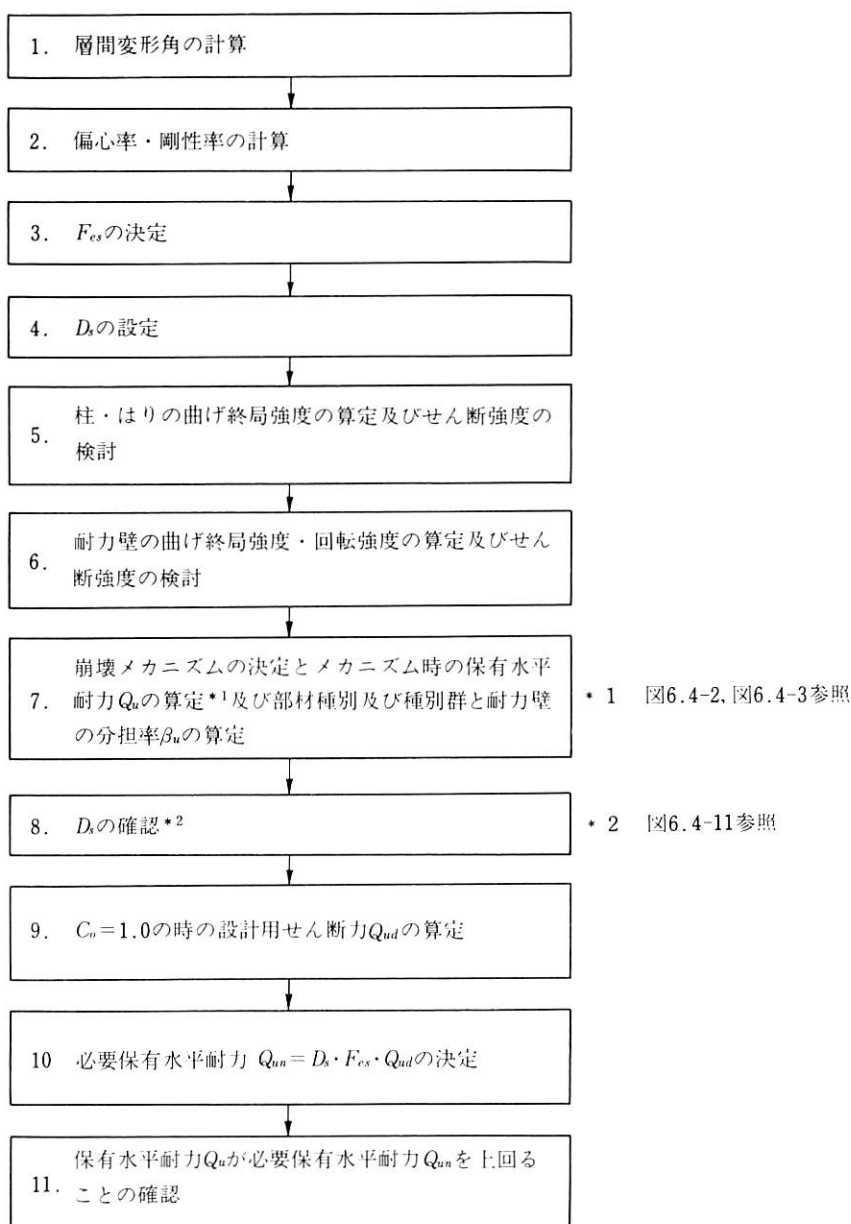 1. 層間変形角の計算
2. 偏心率・剛性率の計算
3. Fesの決定
4. Dsの設定
5. 柱・はりの曲げ終局強度の算定及びせん断強度の
検討
6. 耐力壁の曲げ終局強度・回転強度の算定及びせん
断強度の検討
崩壊メカニズムの決定とメカニズム時の保有水平
7. 耐力Quの算定*1及び部材種別及び種別群と耐力壁
の分担率βuの算定
* 1 図6.4-2, 図6.4-3参照
8. Dsの確認*2
* 2 図6.4-11参照
9. Co=1.0の時の設計用せん断力Qudの算定
10 必要保有水平耐力 Qun=Ds・Fes・Qudの決定
11. 保有水平耐力Quが必要保有水平耐力Qunを上回る
ことの確認